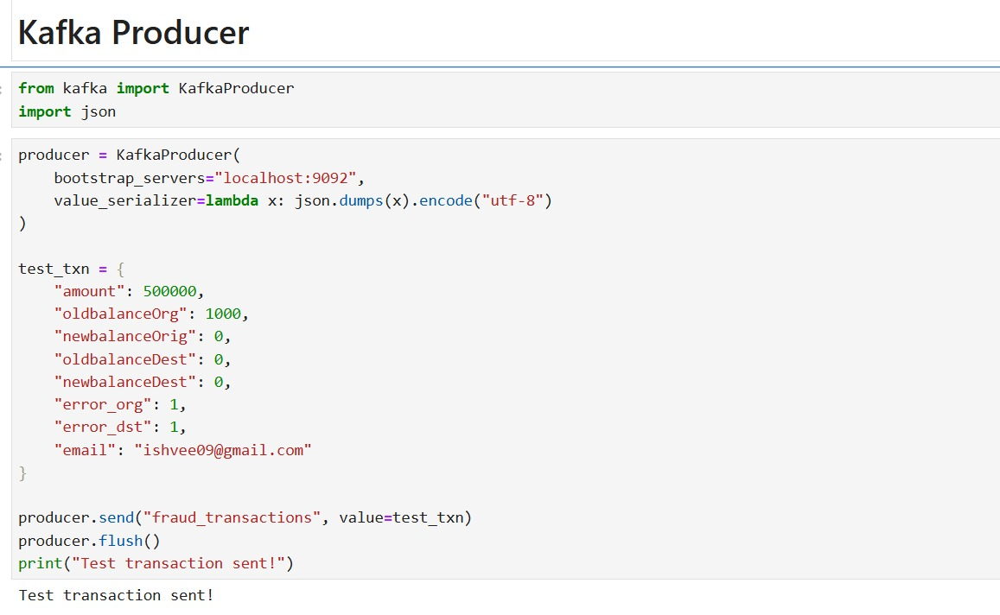 Kafka Producer
from kafka import KafkaProducer
import json
producer = KafkaProducer(
    bootstrap_servers="localhost:9092",
    value_serializer=lambda x: json.dumps(x).encode("utf-8")
)
test_txn = {
    "amount": 500000,
    "oldbalanceOrg": 1000,
    "newbalanceOrig": 0,
    "oldbalanceDest": 0,
    "newbalanceDest": 0,
    "error_org": 1,
    "error_dst": 1,
    "email": "ishvee09@gmail.com"
}
producer.send("fraud_transactions", value=test_txn)
producer.flush()
print("Test transaction sent!")
Test transaction sent!